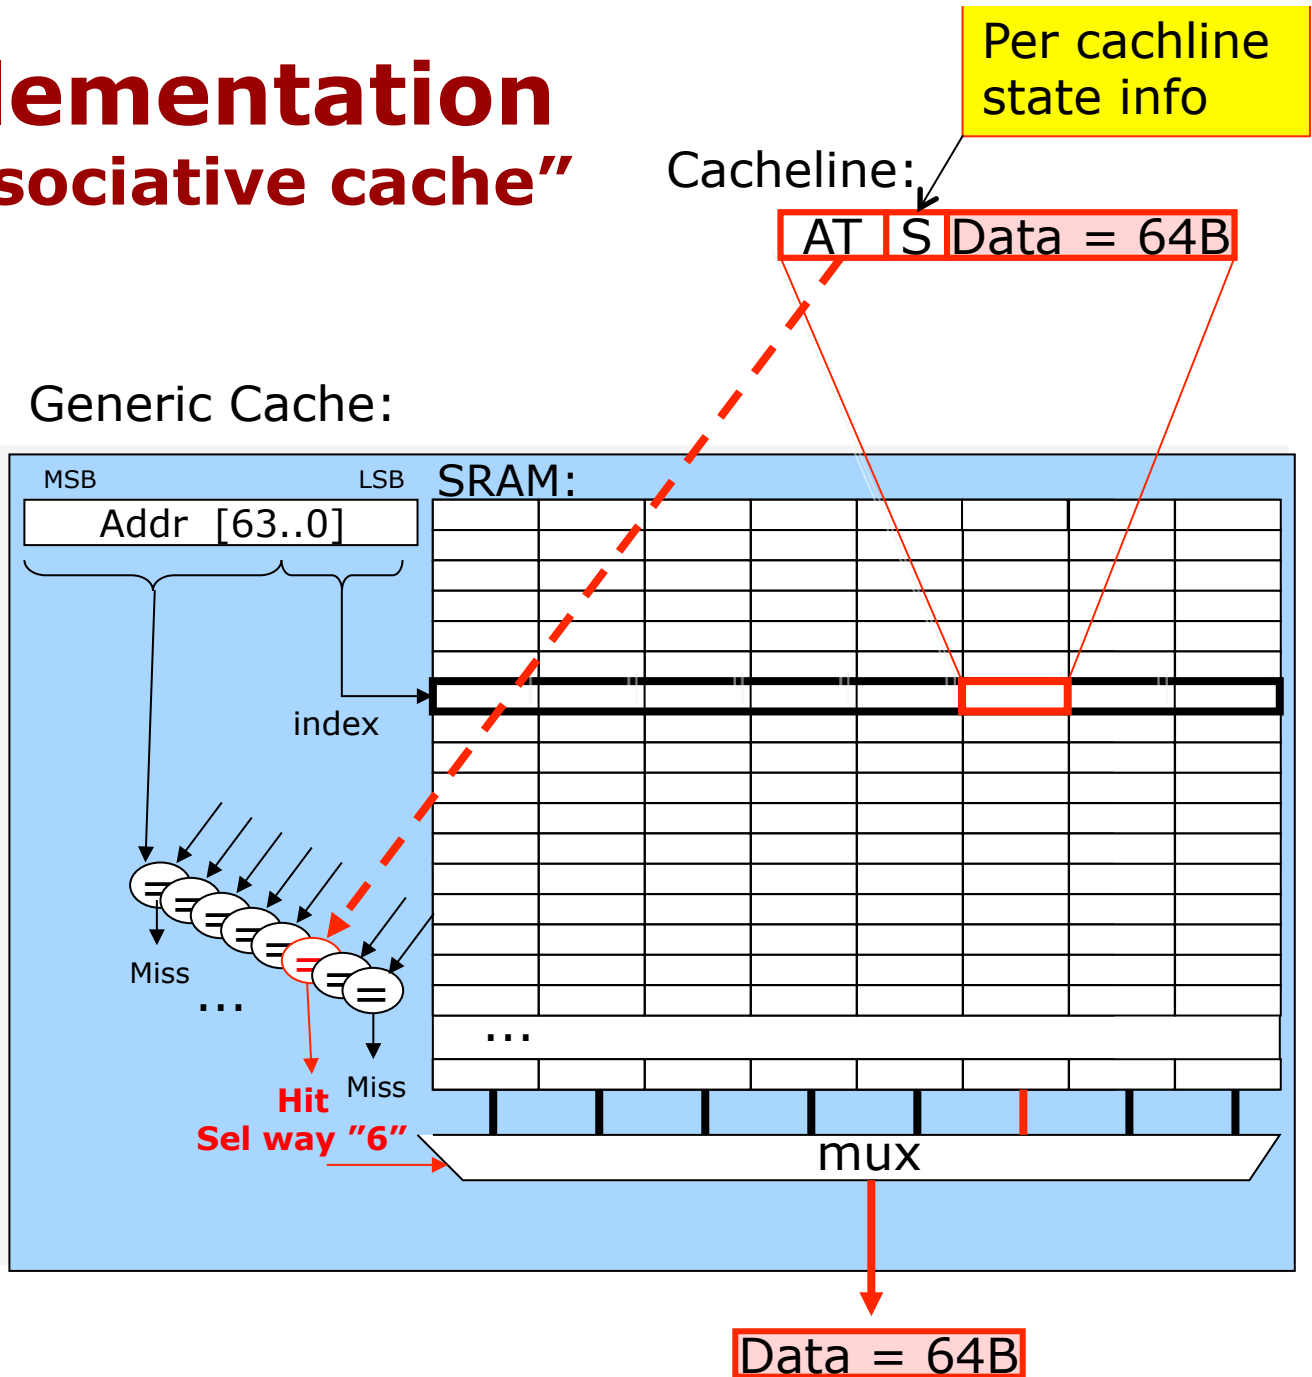 Per cachline
state info
lementation
sociative cache”
Cacheline:
AT S Data = 64B
Generic Cache:
MSB LSB
SRAM:
Addr [63..0]
index
=
=
=
=
=
=
=
=
Miss
...
...
Hit
Miss
Sel way ”6”
mux
Data = 64B